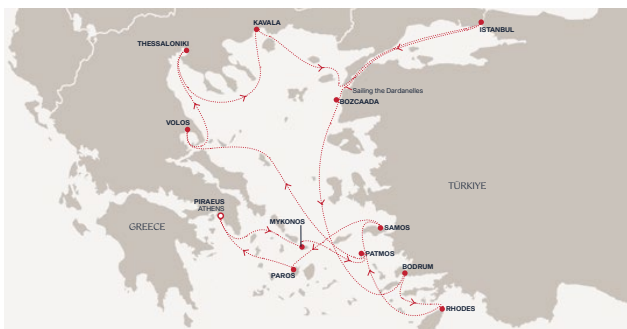 KAVALA
ISTANBUL
THESSALONIKI
Sailing the Dardanelles
BOZCAADA
VOLOS
TÜRKIYE
PIRAEUS
ATHENS
MYKONOS
GREECE
SAMOS
PATMOS
BODRUM
PAROS
RHODES